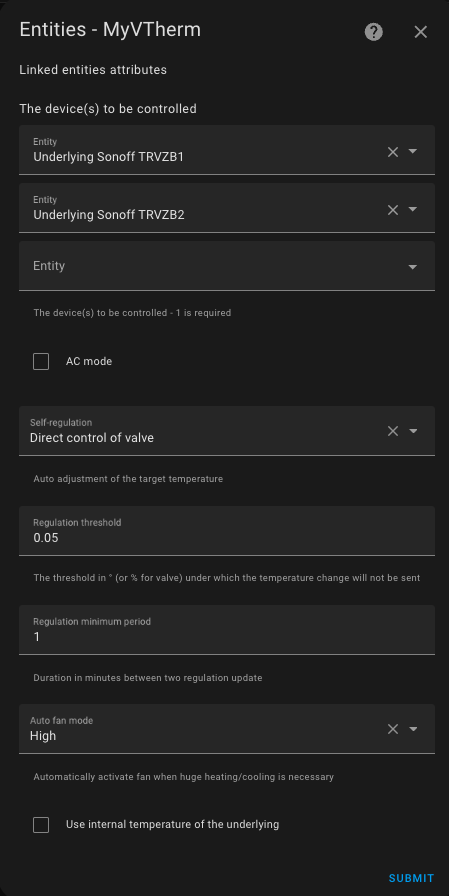 Entities - MyVTherm
Linked entities attributes
The device(s) to be controlled
Entity
Underlying Sonoff TRVZB1
Entity
Underlying Sonoff TRVZB2
Entity
The device(s) to be controlled - 1 is required
AC mode
Self-regulation
Direct control of valve
Auto adjustment of the target temperature
Regulation threshold
0.05
The threshold in ° (or % for valve) under which the temperature change will not be sent
Regulation minimum period
1
Duration in minutes between two regulation update
Auto fan mode
High
Automatically activate fan when huge heating/cooling is necessary
Use internal temperature of the underlying
SUBMIT